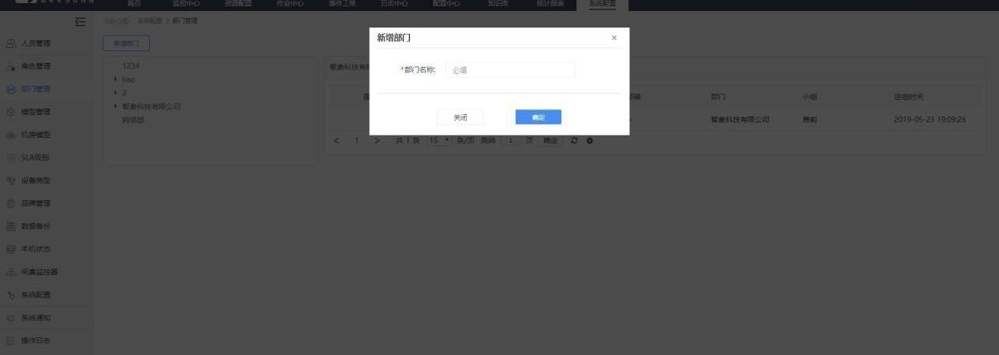 首页 监控中心 资源配置 作业中心 事件工单 日志中心 配置中心 知识库 统计报表 系统配置
当前位置: 系统配置 > 部门管理
人员管理
角色管理
部门管理
模型管理
机房模型
SLA级别
设备类型
品牌管理
数据备份
本机状态
采集监控器
系统配置
系统通知
操作日志
新增部门
1234
liao
2
智象科技有限公司
网络部
新增部门 ×
*部门名称: 必填
关闭 确定
智象科技有限
部门 小组 进组时间
智象科技有限公司 售前 2019-05-23 19:09:26
< 1 > 共 1 条 15 条/页 跳转 1 页 确定